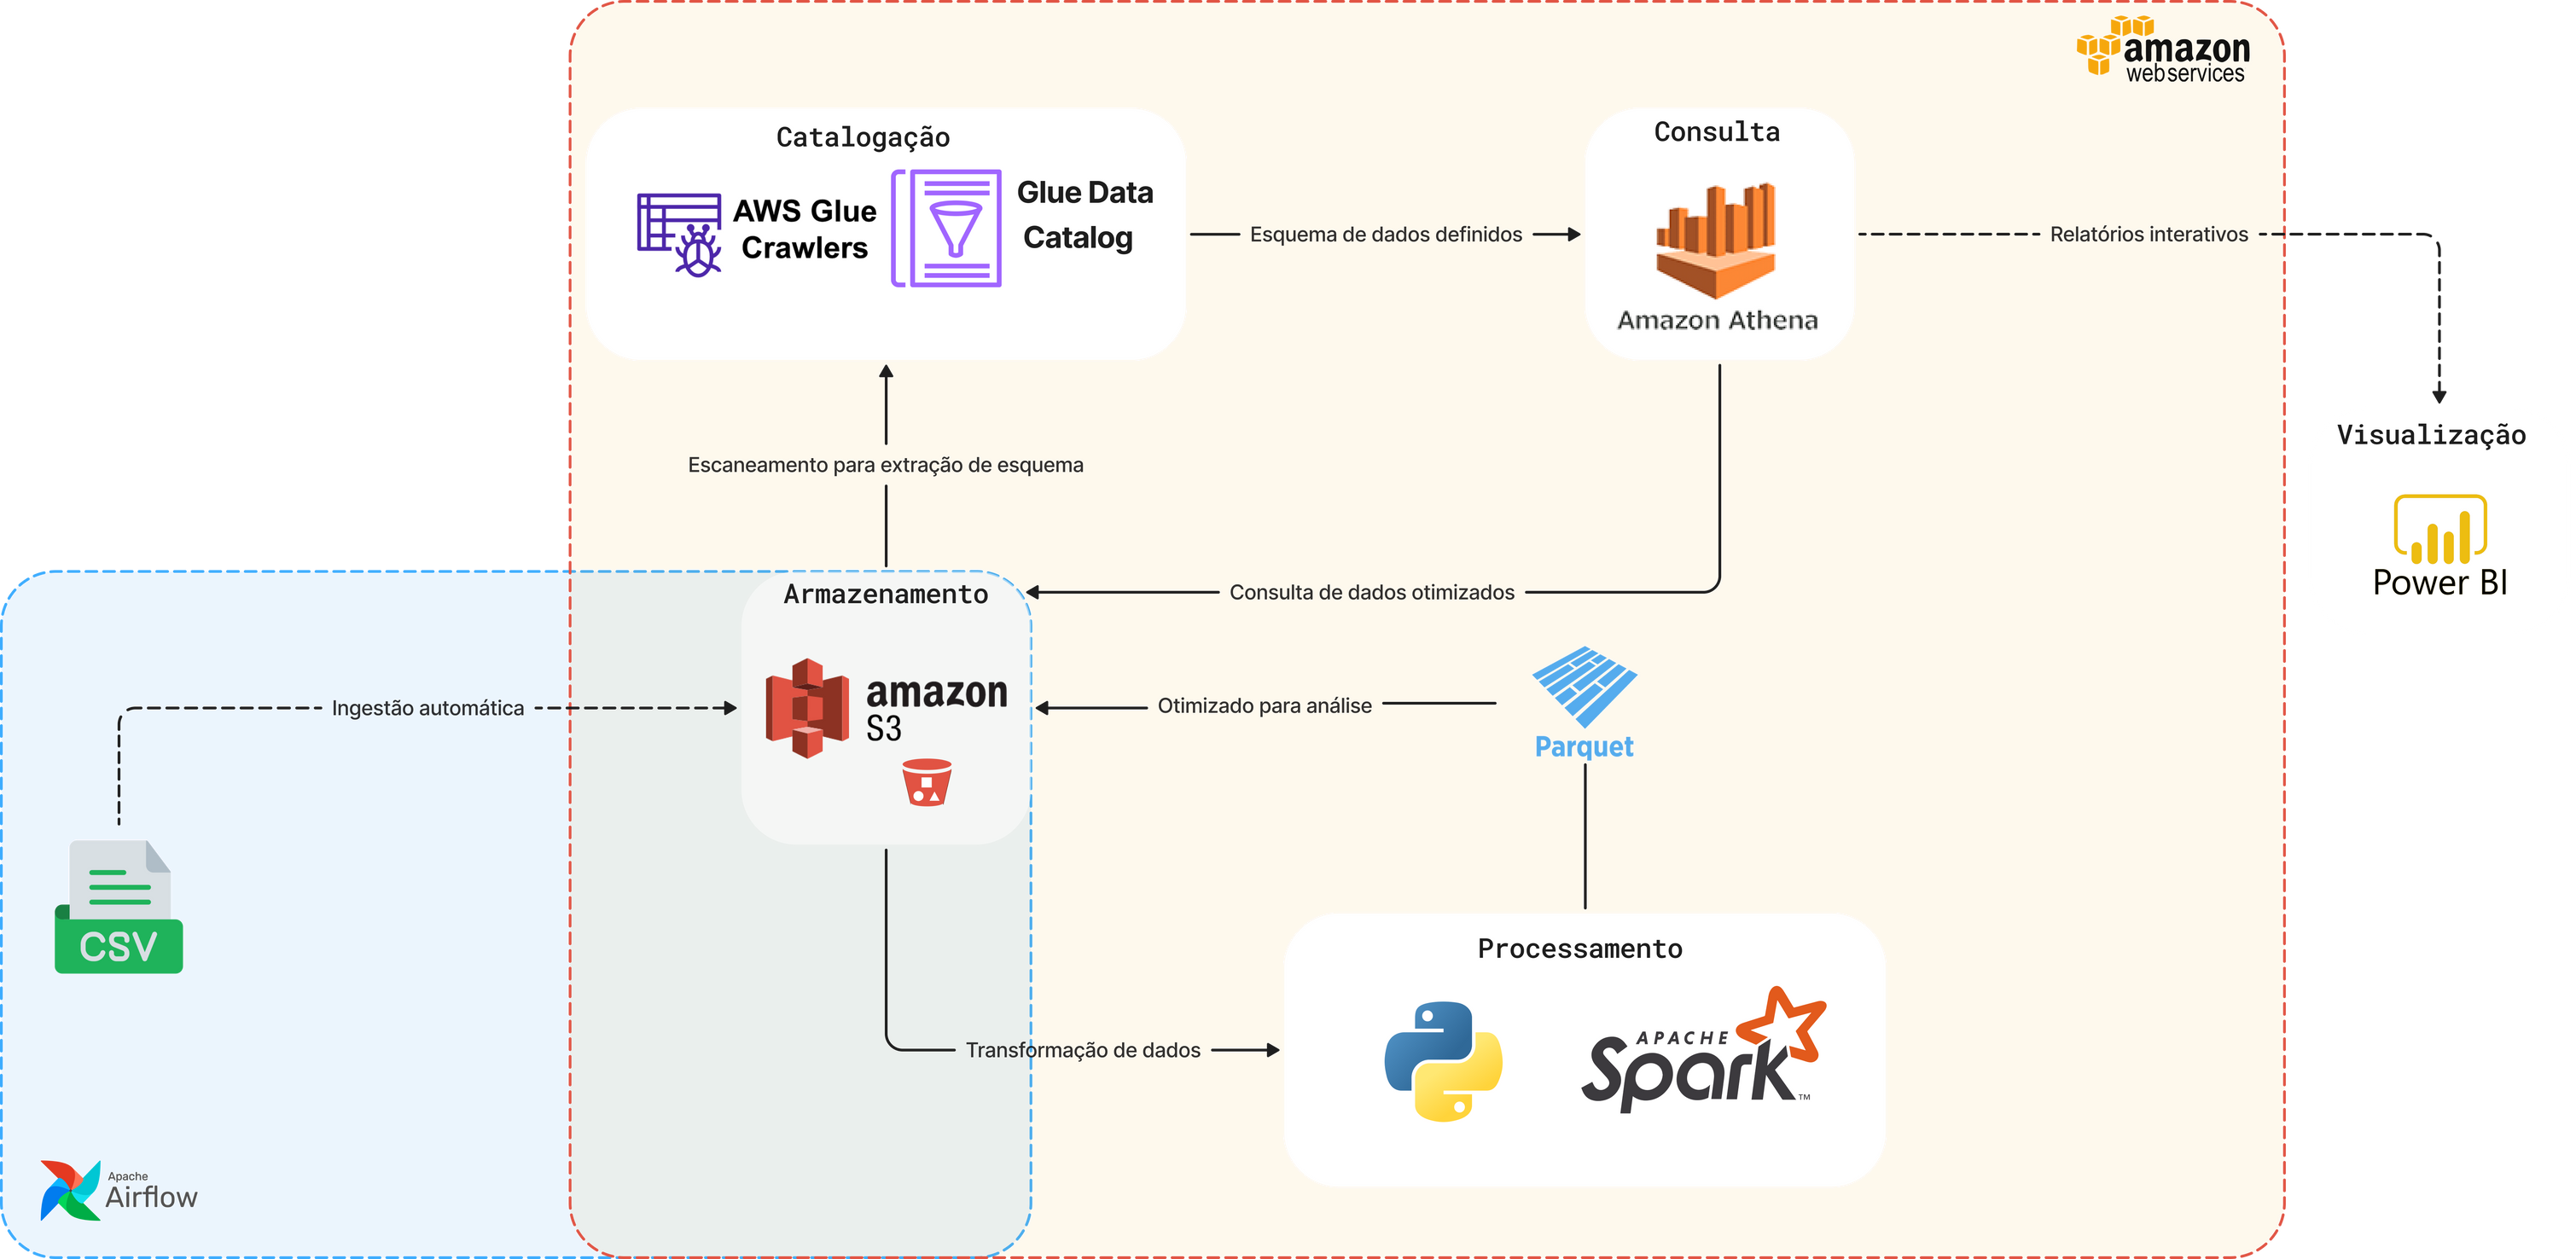 amazon
webservices
Catalogação
AWS Glue
Crawlers
Glue Data
Catalog
Esquema de dados definidos
Consulta
Amazon Athena
Relatórios interativos
Visualização
Power BI
Escaneamento para extração de esquema
Armazenamento
amazon
S3
Consulta de dados otimizados
Ingestão automática
Otimizado para análise
Parquet
CSV
Transformação de dados
Processamento
APACHE
Spark™
Apache
Airflow